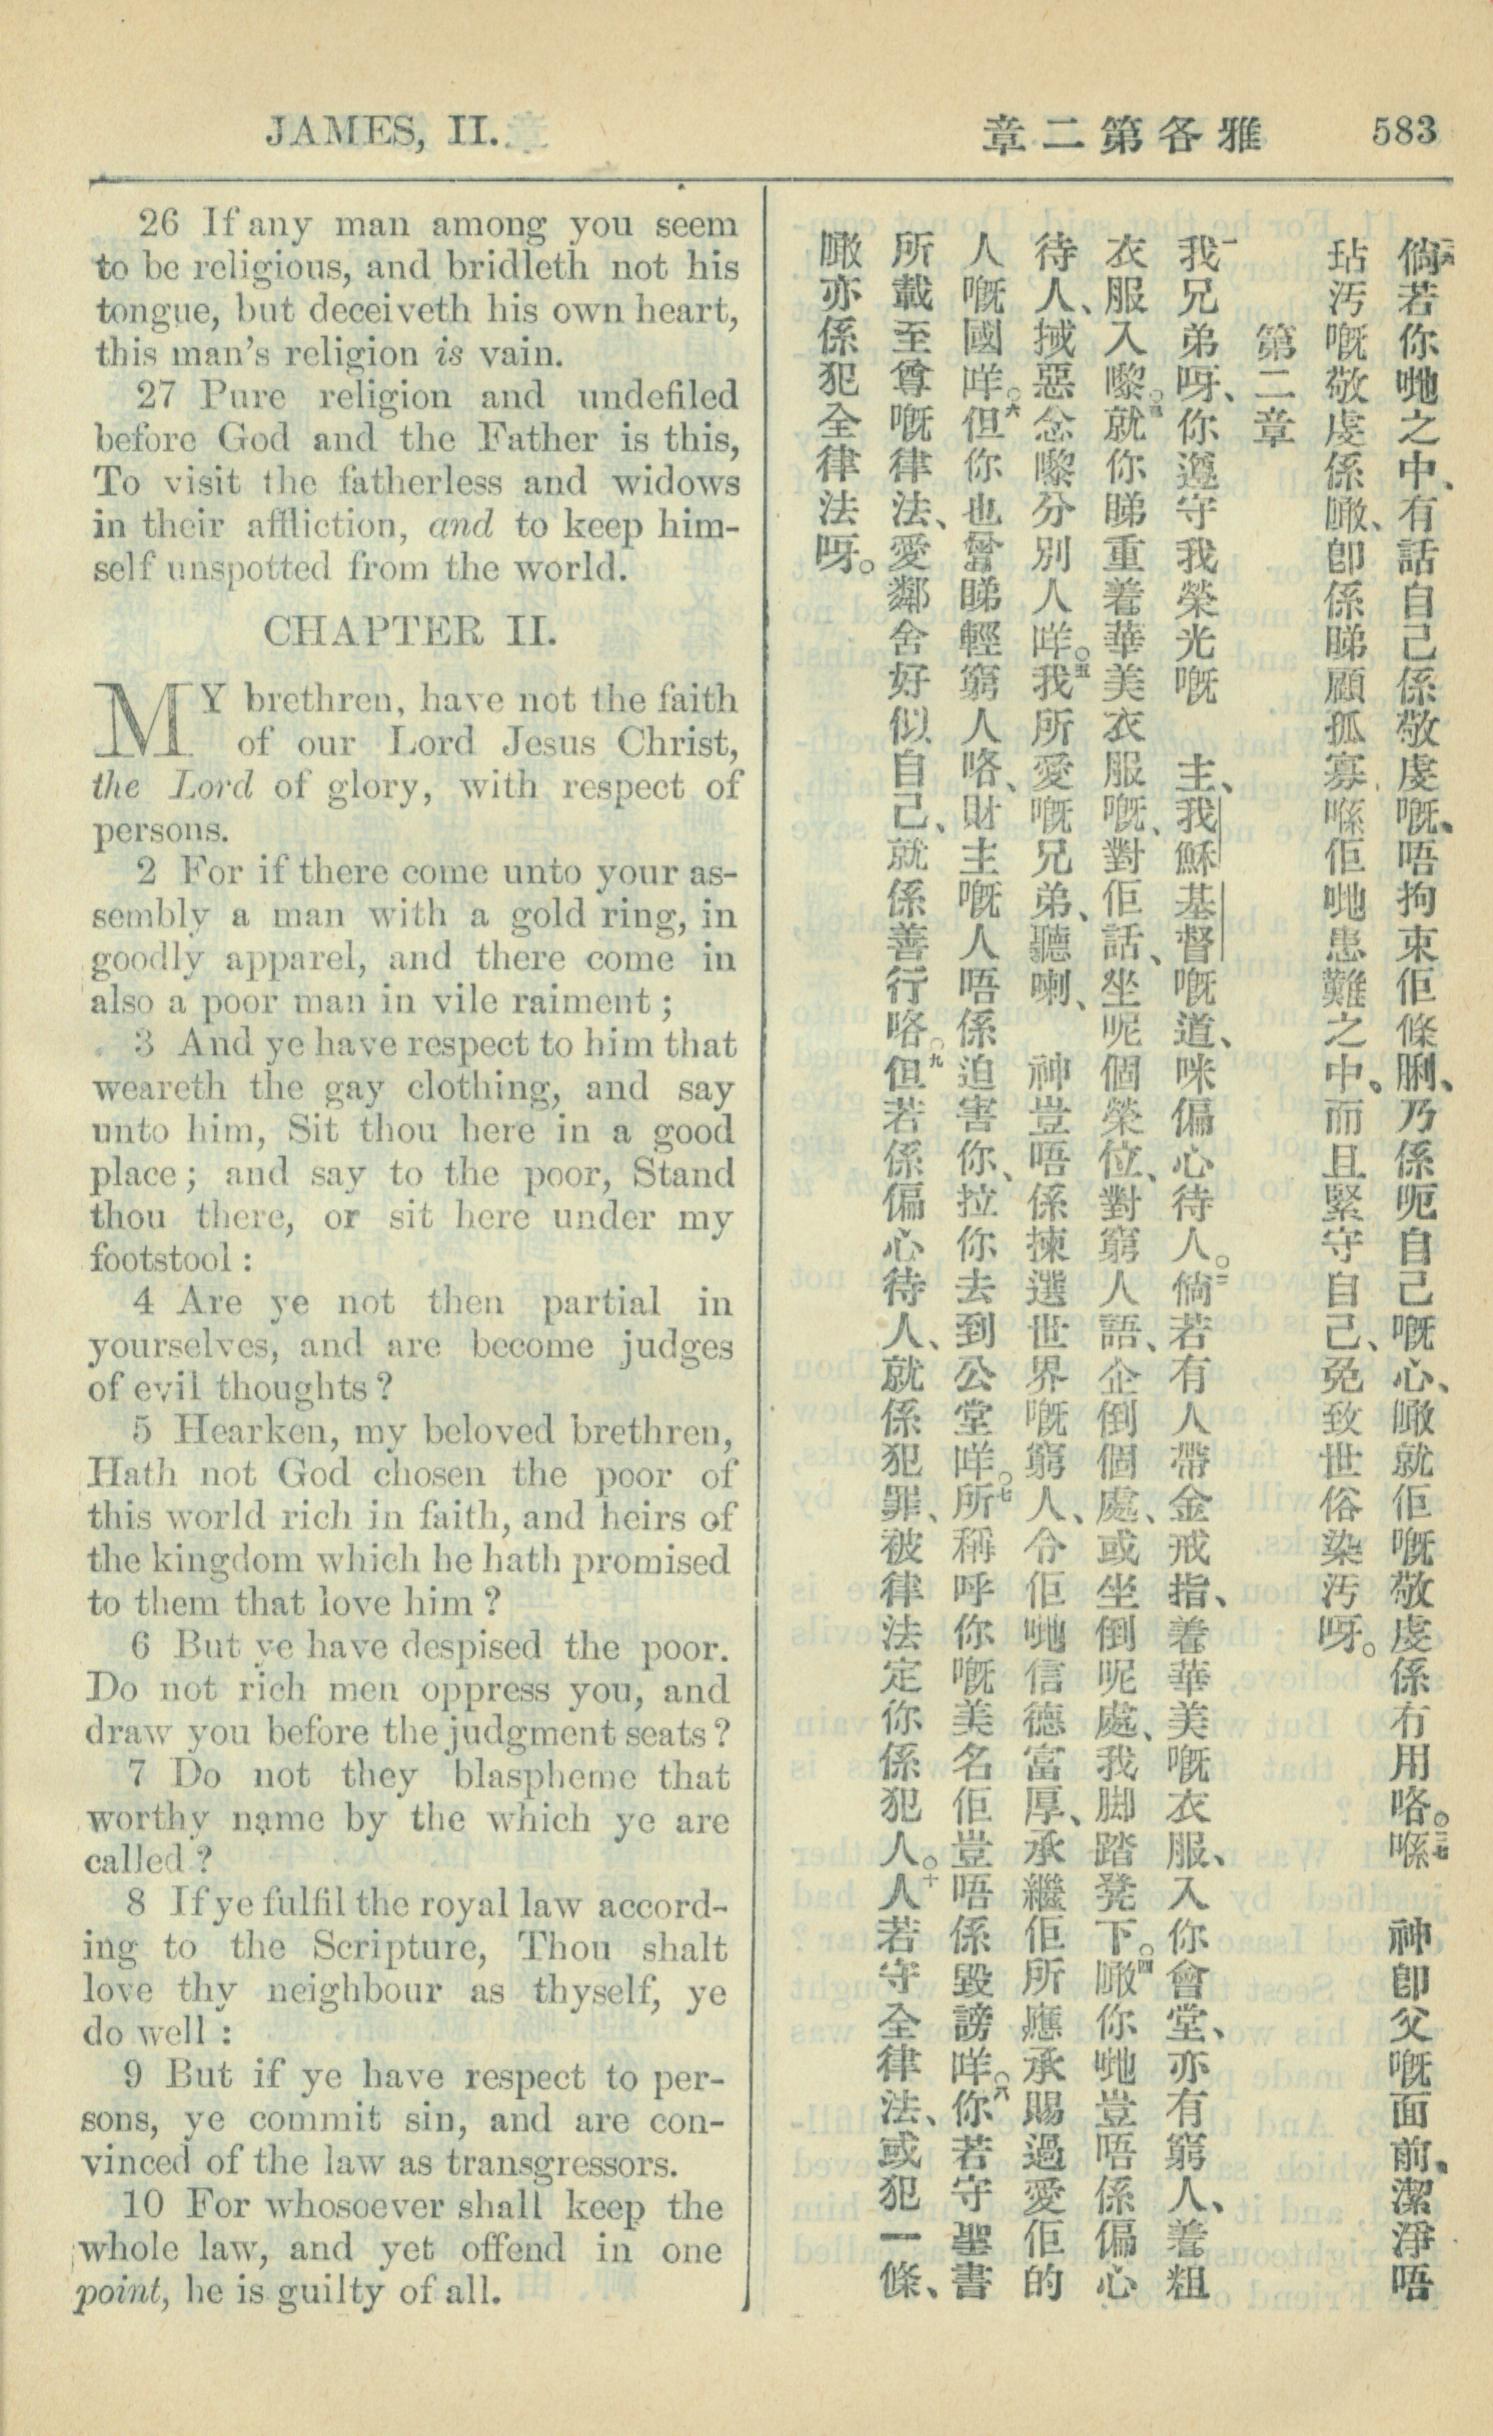 JAMES, II.
雅各第二章 583
26 If any man among you seem
to be religious, and bridleth not his
tongue, but deceiveth his own heart,
this man's religion is vain.
27 Pure religion and undefiled
before God and the Father is this,
To visit the fatherless and widows
in their affliction, and to keep him-
self unspotted from the world.
CHAPTER II.
MY brethren, have not the faith
of our Lord Jesus Christ,
the Lord of glory, with respect of
persons.
2 For if there come unto your as-
sembly a man with a gold ring, in
goodly apparel, and there come in
also a poor man in vile raiment;
3 And ye have respect to him that
weareth the gay clothing, and say
unto him, Sit thou here in a good
place; and say to the poor, Stand
thou there, or sit here under my
footstool:
4 Are ye not then partial in
yourselves, and are become judges
of evil thoughts?
5 Hearken, my beloved brethren,
Hath not God chosen the poor of
this world rich in faith, and heirs of
the kingdom which he hath promised
to them that love him?
6 But ye have despised the poor.
Do not rich men oppress you, and
draw you before the judgment seats?
7 Do not they blaspheme that
worthy name by the which ye are
called?
8 If ye fulfil the royal law accord-
ing to the Scripture, Thou shalt
love thy neighbour as thyself, ye
do well:
9 But if ye have respect to per-
sons, ye commit sin, and are con-
vinced of the law as transgressors.
10 For whosoever shall keep the
whole law, and yet offend in one
point, he is guilty of all.
二六倘若你哋之中、有話自己係敬虔嘅、唔拘束佢條脷、乃係呃自己嘅心、噉就佢嘅敬虔係冇用咯。二七喺 神卽父嘅面前、潔淨唔
玷汚嘅敬虔係噉、卽係睇顧孤寡、喺佢哋患難之中、而且緊守自己、免致世俗染汚呀。
第二章
一我兄弟呀、你遵守我榮光嘅 主、我穌基督嘅道、咪偏心待人。二倘若有人帶金戒指、着華美嘅衣服、入你會堂、亦有窮人、着粗
衣服入嚟。三就你睇重着華美衣服嘅、對佢話、坐呢個榮位、對窮人語、企倒個處、或坐倒呢處、我脚踏凳下。四噉你哋豈唔係偏心
待人、掝惡念嚟分別人咩。五我所愛嘅兄弟、聽喇、 神豈唔係揀選世界嘅窮人、令佢哋信德富厚、承繼佢所應承賜過愛佢的
人嘅國咩。六但你也曾睇輕窮人咯、財主嘅人唔係迫害你、拉你去到公堂咩。七所稱呼你嘅美名佢豈唔係毀謗咩。八你若守聖書
所載至尊嘅律法、愛鄰舍好似自己、就係善行咯。九但若係偏心待人、就係犯罪、被律法定你係犯人。十人若守全律法、或犯一條、
噉亦係犯全律法呀。